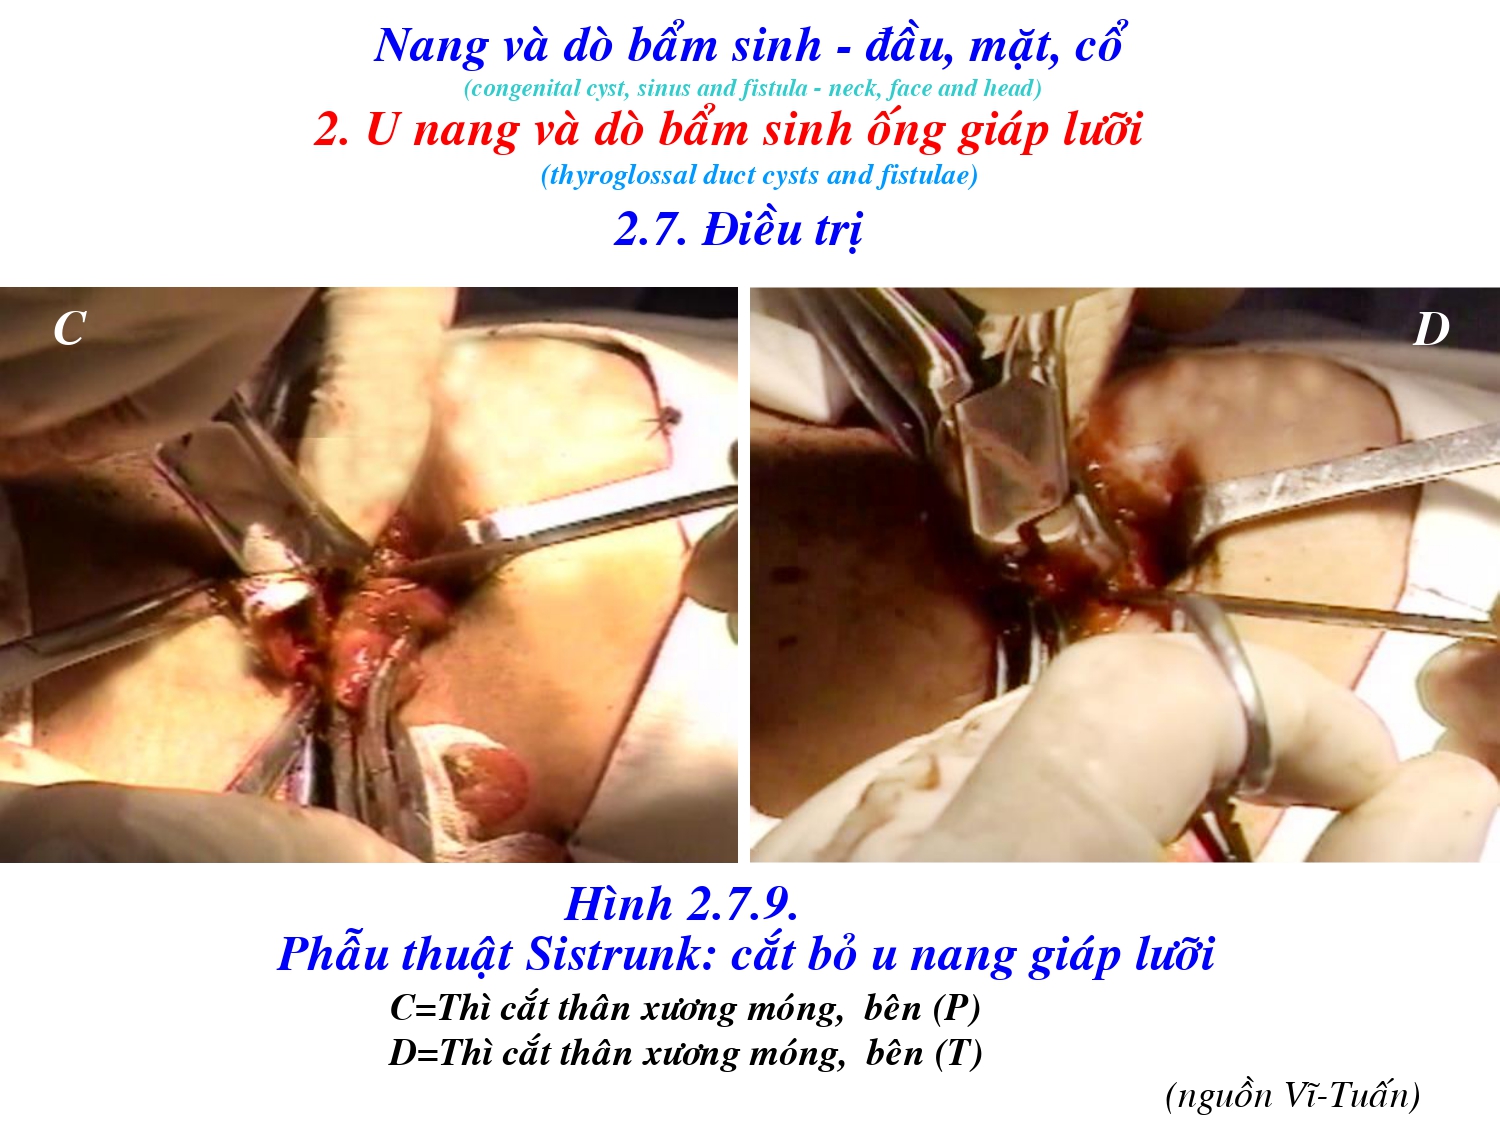 Nang và dò bẩm sinh - đầu, mặt, cổ
(congenital cyst, sinus and fistula - neck, face and head)
2. U nang và dò bẩm sinh ống giáp lưỡi
(thyroglossal duct cysts and fistulae)
2.7. Điều trị
C
D
Hình 2.7.9.
Phẫu thuật Sistrunk: cắt bỏ u nang giáp lưỡi
C=Thì cắt thân xương móng, bên (P)
D=Thì cắt thân xương móng, bên (T)
(nguồn Vĩ-Tuấn)